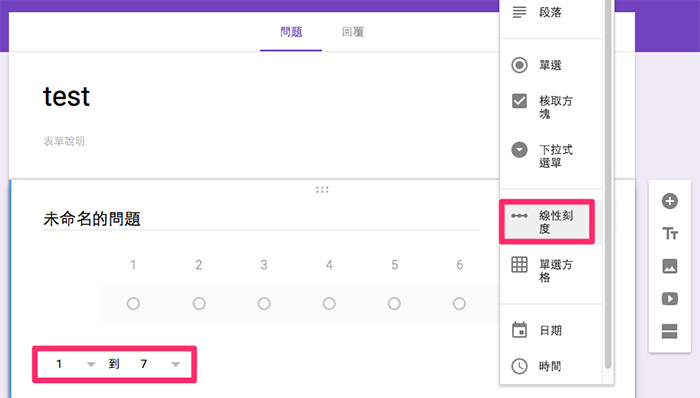 問題 回覆
test
表單說明
未命名的問題
1 2 3 4 5 6
1 到 7
段落
單選
核取方
塊
下拉式
選單
線性刻
度
單選方
格
日期
時間
Tт